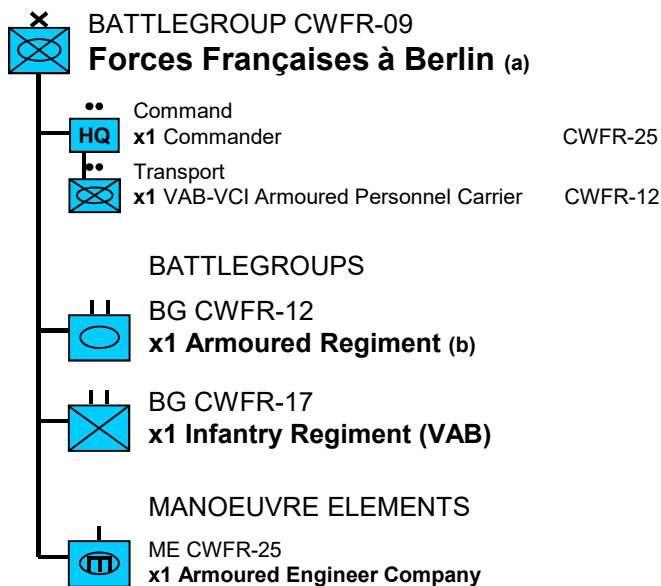 BATTLEGROUP CWFR-09
Forces Françaises à Berlin (a)
Command
HQ x1 Commander CWFR-25
Transport
x1 VAB-VCI Armoured Personnel Carrier CWFR-12
BATTLEGROUPS
BG CWFR-12
x1 Armoured Regiment (b)
BG CWFR-17
x1 Infantry Regiment (VAB)
MANOEUVRE ELEMENTS
ME CWFR-25
x1 Armoured Engineer Company